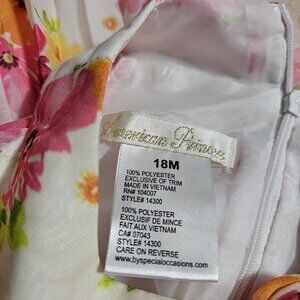 American Princess
18M
100% POLYESTER
EXCLUSIVE OF TRIM
MADE IN VIETNAM
RN# 104007
STYLE# 14300
100% POLYESTER
EXCLUSIF DE MINCE
FAIT AUX VIETNAM
CA# 07043
STYLE# 14300
CARE ON REVERSE
www.byspecialoccasions.com